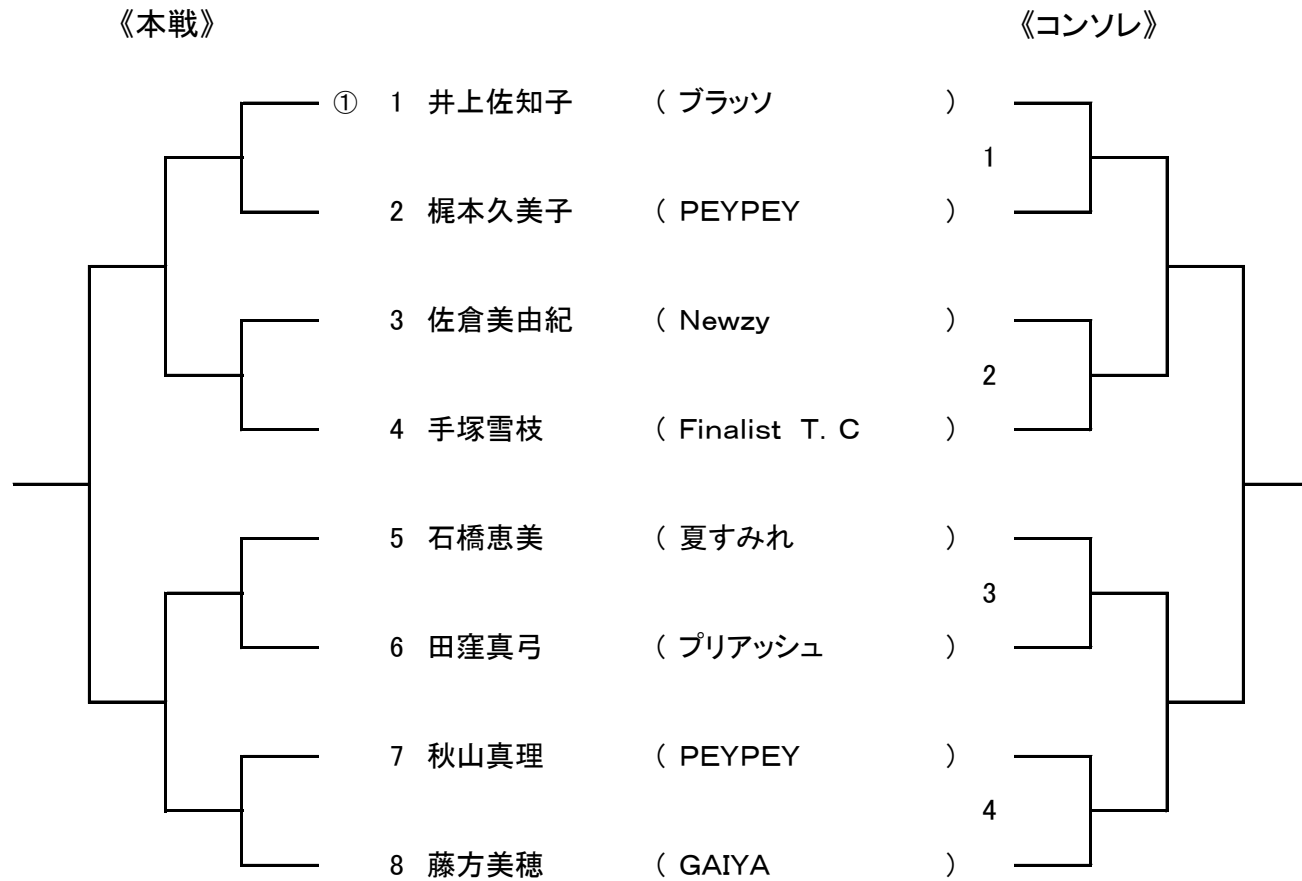 《本戦》 《コンソレ》
① 1 井上佐知子 ( ブラッソ )
1
2 梶本久美子 ( PEYPEY )
3 佐倉美由紀 ( Newzy )
2
4 手塚雪枝 ( Finalist T. C )
5 石橋恵美 ( 夏すみれ )
3
6 田窪真弓 ( プリアッシュ )
7 秋山真理 ( PEYPEY )
4
8 藤方美穂 ( GAIYA )